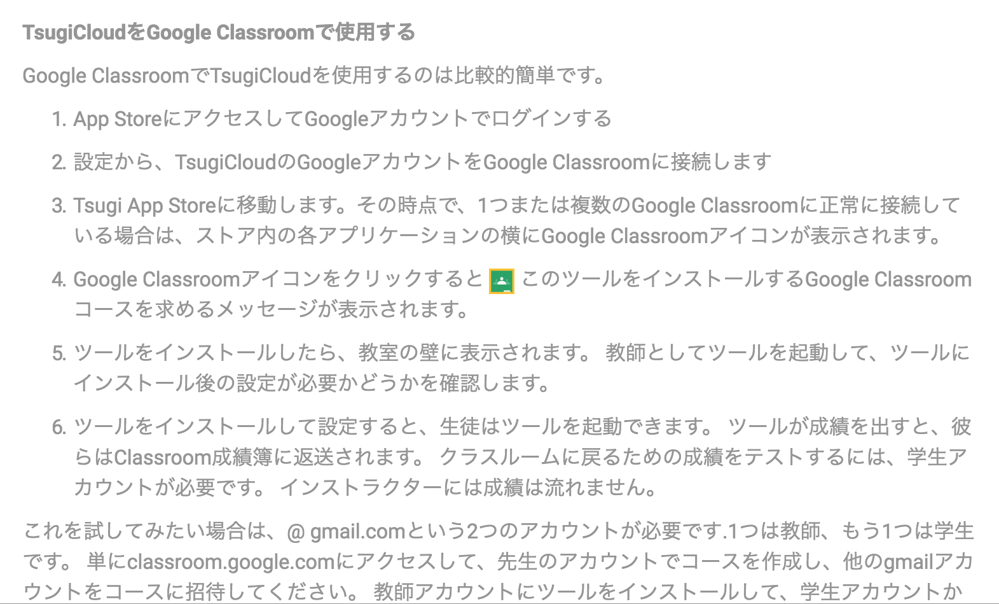 TsugiCloudをGoogle Classroomで使用する
Google ClassroomでTsugiCloudを使用するのは比較的簡単です。
1. App StoreにアクセスしてGoogleアカウントでログインする
2. 設定から、TsugiCloudのGoogleアカウントをGoogle Classroomに接続します
3. Tsugi App Storeに移動します。その時点で、1つまたは複数のGoogle Classroomに正常に接続して
いる場合は、ストア内の各アプリケーションの横にGoogle Classroomアイコンが表示されます。
4. Google Classroomアイコンをクリックすると このツールをインストールするGoogle Classroom
コースを求めるメッセージが表示されます。
5. ツールをインストールしたら、教室の壁に表示されます。 教師としてツールを起動して、ツールに
インストール後の設定が必要かどうかを確認します。
6. ツールをインストールして設定すると、生徒はツールを起動できます。 ツールが成績を出すと、彼
らはClassroom成績簿に返送されます。 クラスルームに戻るための成績をテストするには、学生ア
カウントが必要です。 インストラクターには成績は流れません。
これを試してみたい場合は、@ gmail.comという2つのアカウントが必要です.1つは教師、もう1つは学生
です。 単にclassroom.google.comにアクセスして、先生のアカウントでコースを作成し、他のgmailアカ
ウントをコースに招待してください。 教師アカウントにツールをインストールして、学生アカウントか